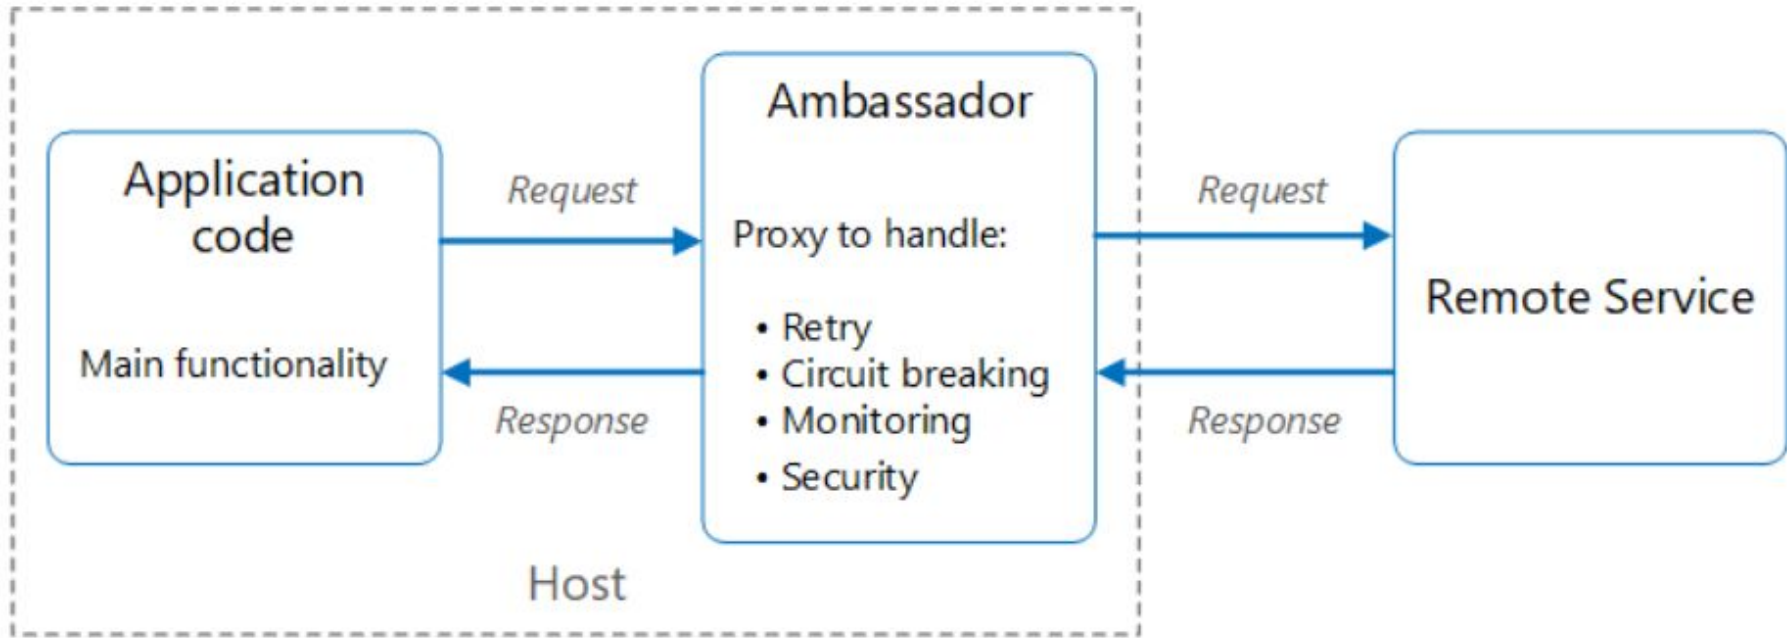 Application
code
Main functionality
Request
Response
Ambassador
Proxy to handle:
• Retry
• Circuit breaking
• Monitoring
• Security
Host
Request
Response
Remote Service